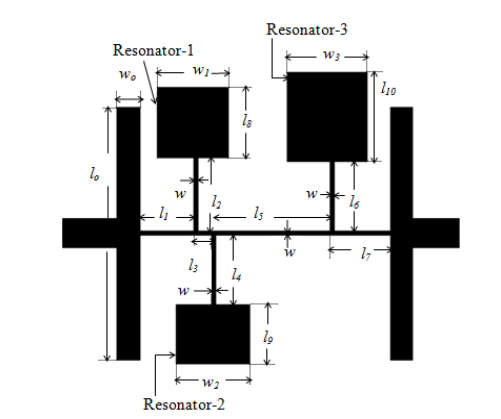 Resonator-3
Resonator-1
w3
wo
w1
l10
l8
lo
w
l2
w
l6
l1
l5
w
l7
l3
l4
w
l9
w2
Resonator-2